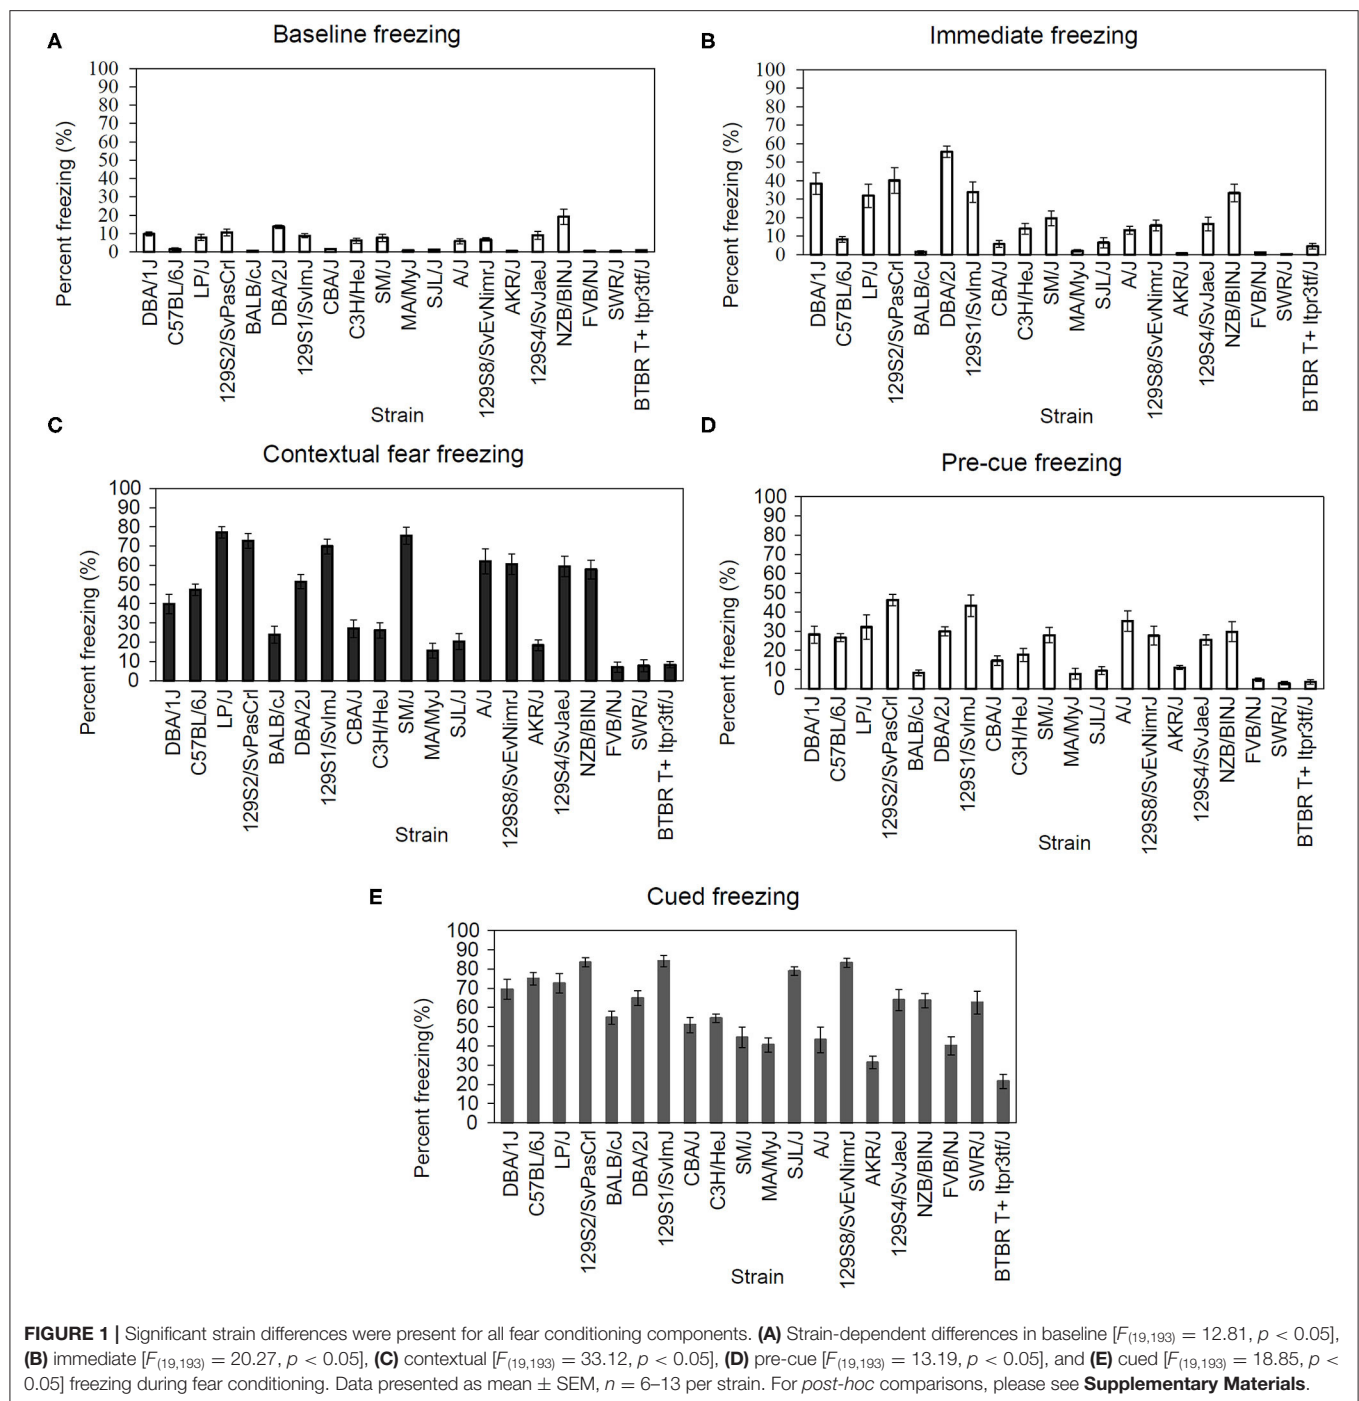 A
Baseline freezing
Percent freezing (%)
100
90
80
70
60
50
40
30
20
10
0
DBA/1J
C57BL/6J
LP/J
129S2/SvPasCrl
BALB/cJ
DBA/2J
129S1/SvImJ
CBA/J
C3H/HeJ
SM/J
MA/MyJ
SJL/J
A/J
129S8/SvEvNimrJ
AKR/J
129S4/SvJaeJ
NZB/BINJ
FVB/NJ
SWR/J
BTBR T+ Itpr3tf/J
Strain
B
Immediate freezing
Percent freezing (%)
100
90
80
70
60
50
40
30
20
10
0
DBA/1J
C57BL/6J
LP/J
129S2/SvPasCrl
BALB/cJ
DBA/2J
129S1/SvImJ
CBA/J
C3H/HeJ
SM/J
MA/MyJ
SJL/J
A/J
129S8/SvEvNimrJ
AKR/J
129S4/SvJaeJ
NZB/BINJ
FVB/NJ
SWR/J
BTBR T+ Itpr3tf/J
Strain
C
Contextual fear freezing
Percent freezing (%)
100
90
80
70
60
50
40
30
20
10
0
DBA/1J
C57BL/6J
LP/J
129S2/SvPasCrl
BALB/cJ
DBA/2J
129S1/SvImJ
CBA/J
C3H/HeJ
SM/J
MA/MyJ
SJL/J
A/J
129S8/SvEvNimrJ
AKR/J
129S4/SvJaeJ
NZB/BINJ
FVB/NJ
SWR/J
BTBR T+ Itpr3tf/J
Strain
D
Pre-cue freezing
Percent freezing (%)
100
90
80
70
60
50
40
30
20
10
0
DBA/1J
C57BL/6J
LP/J
129S2/SvPasCrl
BALB/cJ
DBA/2J
129S1/SvImJ
CBA/J
C3H/HeJ
SM/J
MA/MyJ
SJL/J
A/J
129S8/SvEvNimrJ
AKR/J
129S4/SvJaeJ
NZB/BINJ
FVB/NJ
SWR/J
BTBR T+ Itpr3tf/J
Strain
E
Cued freezing
Percent freezing(%)
100
90
80
70
60
50
40
30
20
10
0
DBA/1J
C57BL/6J
LP/J
129S2/SvPasCrl
BALB/cJ
DBA/2J
129S1/SvImJ
CBA/J
C3H/HeJ
SM/J
MA/MyJ
SJL/J
A/J
129S8/SvEvNimrJ
AKR/J
129S4/SvJaeJ
NZB/BINJ
FVB/NJ
SWR/J
BTBR T+ Itpr3tf/J
Strain
FIGURE 1 | Significant strain differences were present for all fear conditioning components. (A) Strain-dependent differences in baseline [F(19,193) = 12.81, p < 0.05],
(B) immediate [F(19,193) = 20.27, p < 0.05], (C) contextual [F(19,193) = 33.12, p < 0.05], (D) pre-cue [F(19,193) = 13.19, p < 0.05], and (E) cued [F(19,193) = 18.85, p <
0.05] freezing during fear conditioning. Data presented as mean ± SEM, n = 6–13 per strain. For post-hoc comparisons, please see Supplementary Materials.